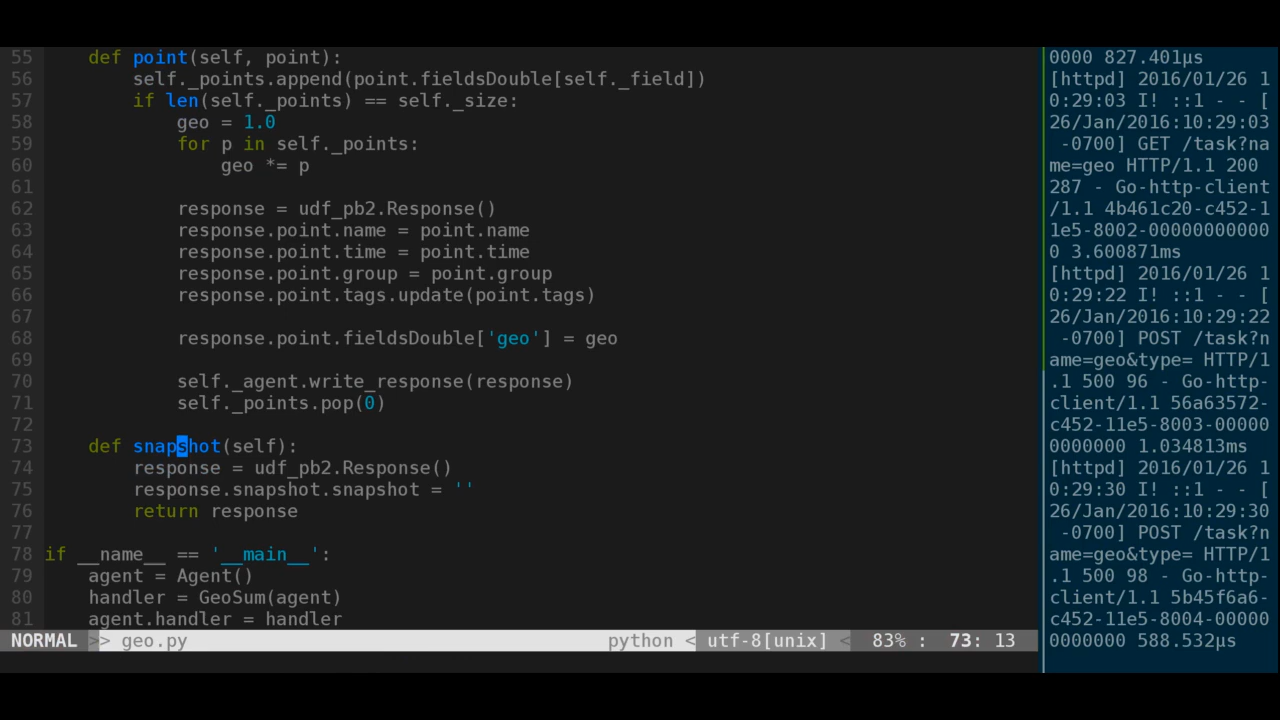 55     def point(self, point):
56         self._points.append(point.fieldsDouble[self._field])
57         if len(self._points) == self._size:
58             geo = 1.0
59             for p in self._points:
60                 geo *= p
61
62             response = udf_pb2.Response()
63             response.point.name = point.name
64             response.point.time = point.time
65             response.point.group = point.group
66             response.point.tags.update(point.tags)
67
68             response.point.fieldsDouble['geo'] = geo
69
70             self._agent.write_response(response)
71             self._points.pop(0)
72
73     def snapshot(self):
74         response = udf_pb2.Response()
75         response.snapshot.snapshot = ''
76         return response
77
78 if __name__ == '__main__':
79     agent = Agent()
80     handler = GeoSum(agent)
81     agent.handler = handler
NORMAL >> geo.py python < utf-8[unix] < 83% : 73: 13
0000 827.401µs
[httpd] 2016/01/26 1
0:29:03 I! ::1 - - [
26/Jan/2016:10:29:03
 -0700] GET /task?na
me=geo HTTP/1.1 200
287 - Go-http-client
/1.1 4b461c20-c452-1
1e5-8002-00000000000
0 3.600871ms
[httpd] 2016/01/26 1
0:29:22 I! ::1 - - [
26/Jan/2016:10:29:22
 -0700] POST /task?n
ame=geo&type= HTTP/1
.1 500 96 - Go-http-
client/1.1 56a63572-
c452-11e5-8003-00000
0000000 1.034813ms
[httpd] 2016/01/26 1
0:29:30 I! ::1 - - [
26/Jan/2016:10:29:30
 -0700] POST /task?n
ame=geo&type= HTTP/1
.1 500 98 - Go-http-
client/1.1 5b45f6a6-
c452-11e5-8004-00000
0000000 588.532µs